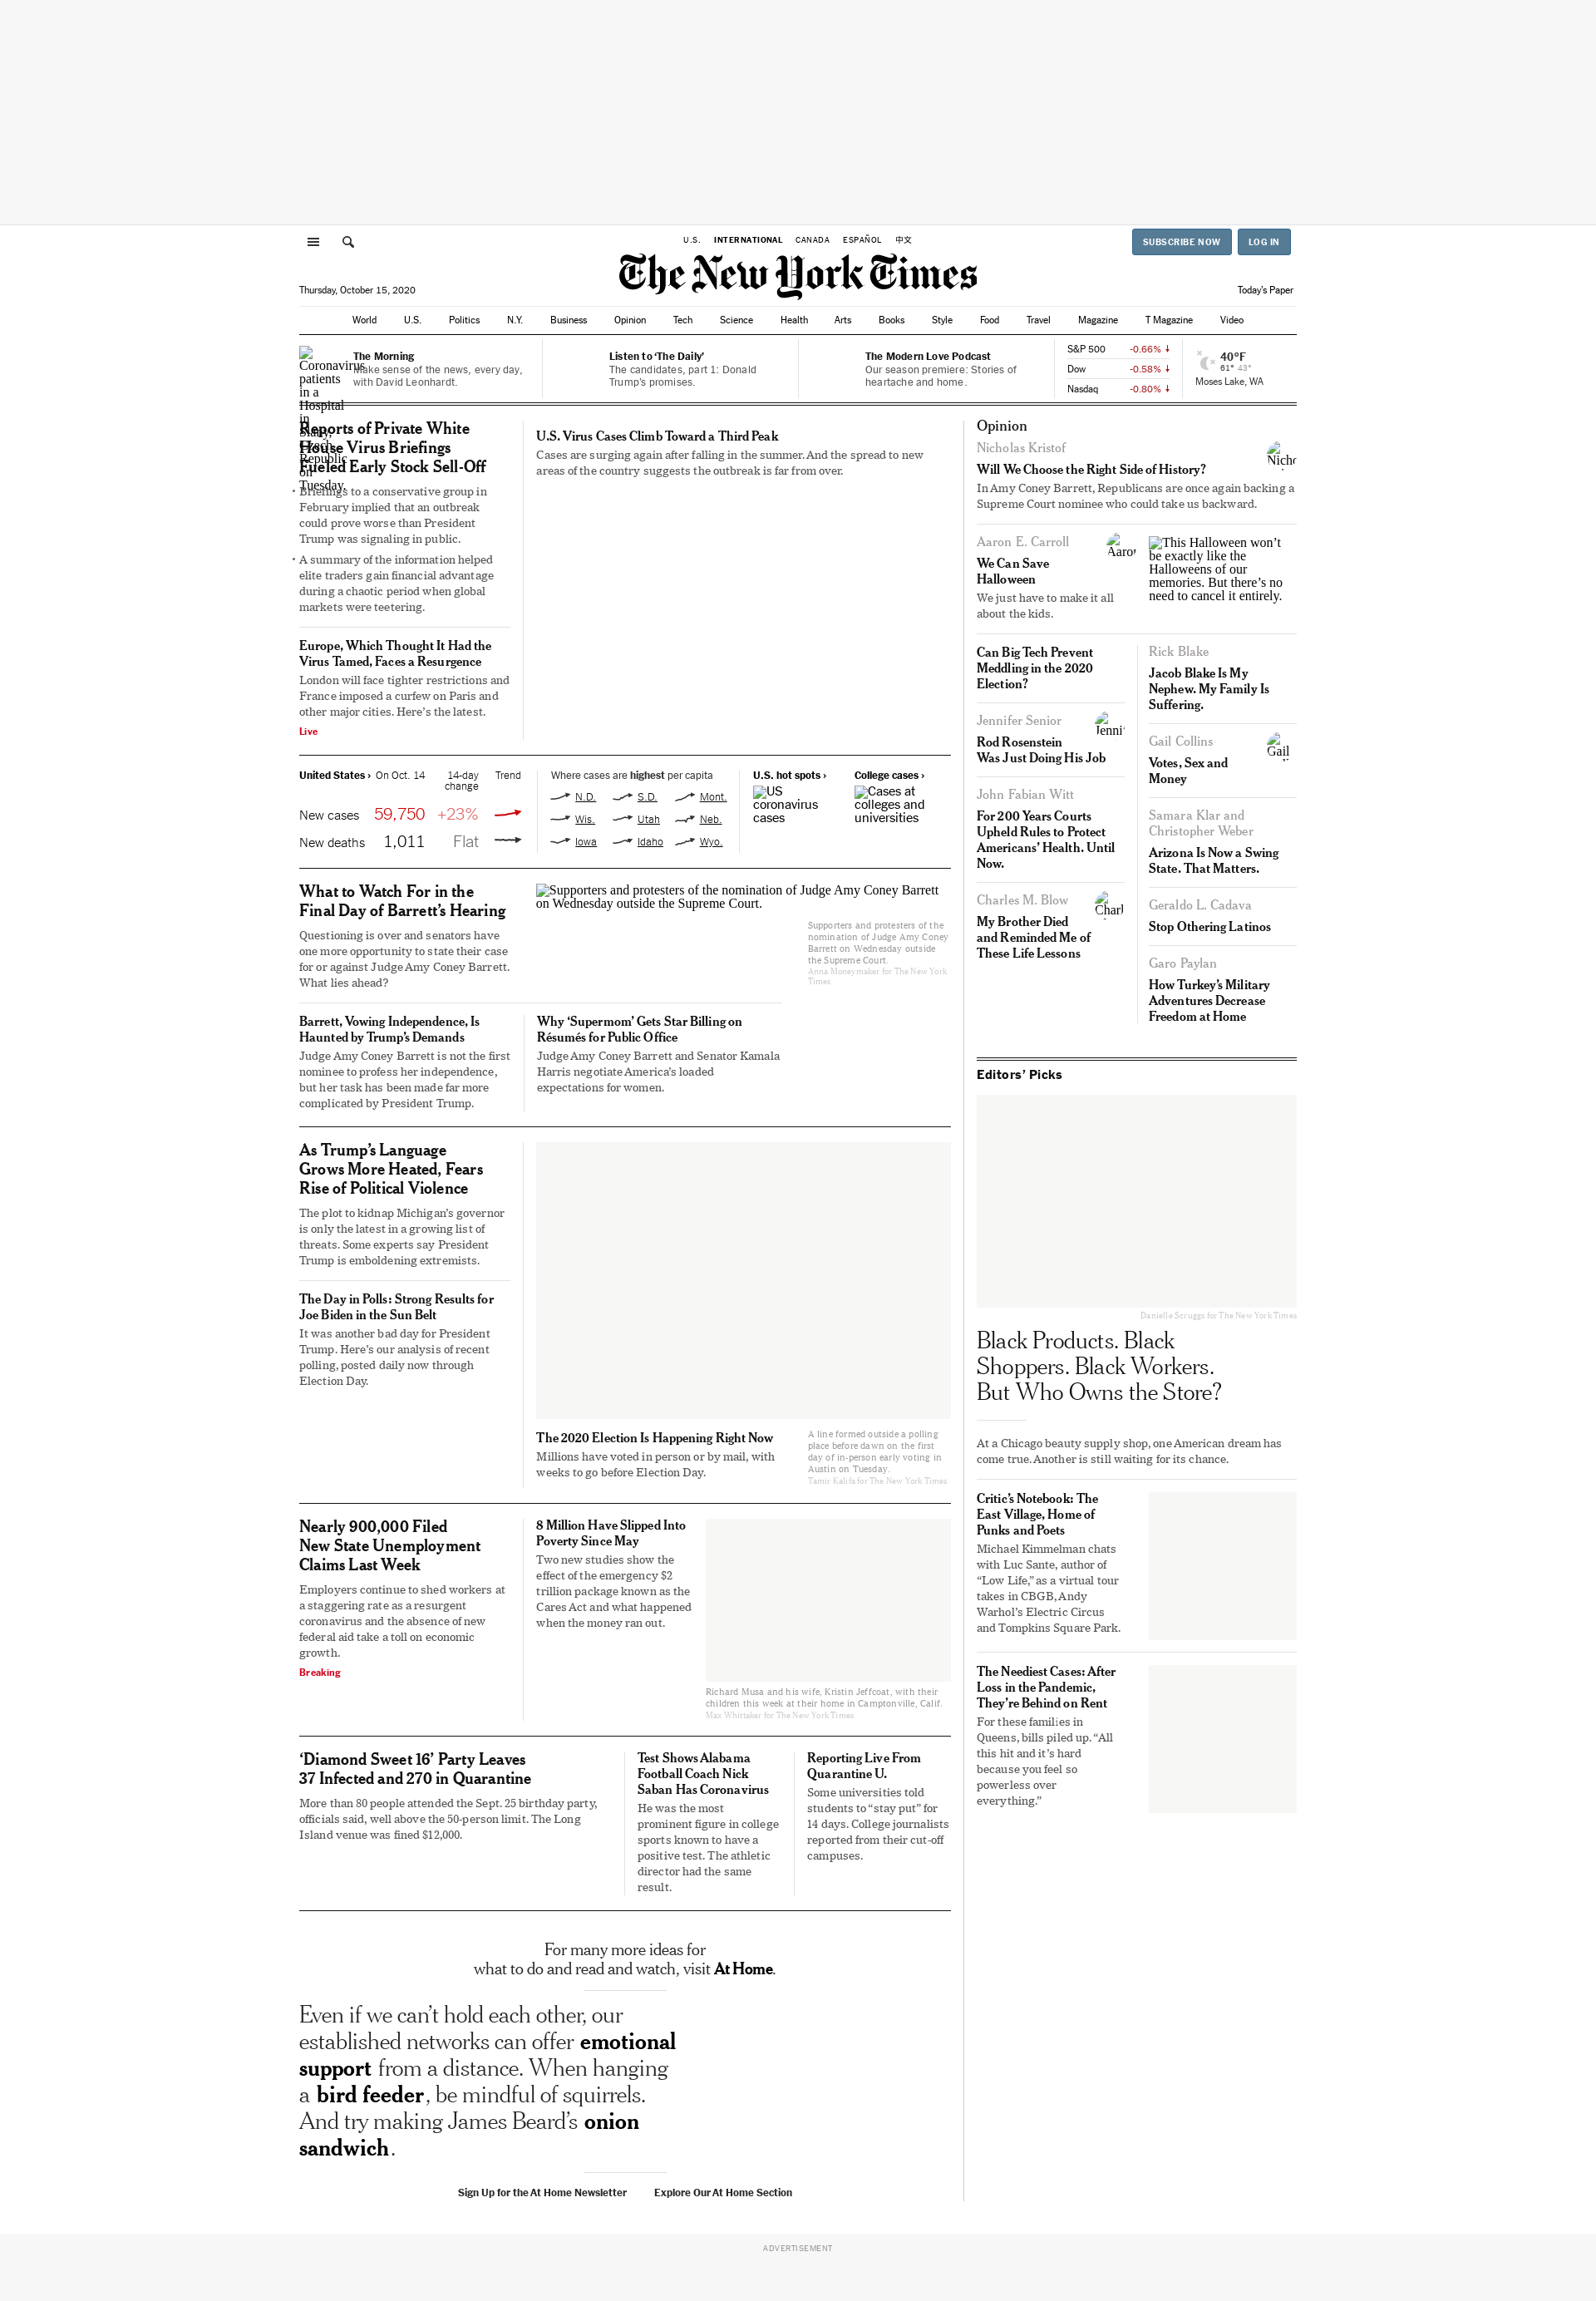 U.S.
INTERNATIONAL
CANADA
ESPAÑOL
中文
SUBSCRIBE NOW
LOG IN
The New York Times
Thursday, October 15, 2020
Today's Paper
World
U.S.
Politics
N.Y.
Business
Opinion
Tech
Science
Health
Arts
Books
Style
Food
Travel
Magazine
T Magazine
Video
Coronavirus
patients
in a
Hospital
in
Slany,
Czech
Republic
on
Tuesday.
The Morning
Make sense of the news, every day,
with David Leonhardt.
Listen to ‘The Daily’
The candidates, part 1: Donald
Trump’s promises.
The Modern Love Podcast
Our season premiere: Stories of
heartache and home.
S&P 500 -0.66%
Dow -0.58%
Nasdaq -0.80%
40°F
61° 43°
Moses Lake, WA
Reports of Private White
House Virus Briefings
Fueled Early Stock Sell-Off
• Briefings to a conservative group in
February implied that an outbreak
could prove worse than President
Trump was signaling in public.
• A summary of the information helped
elite traders gain financial advantage
during a chaotic period when global
markets were teetering.
Europe, Which Thought It Had the
Virus Tamed, Faces a Resurgence
London will face tighter restrictions and
France imposed a curfew on Paris and
other major cities. Here’s the latest.
Live
U.S. Virus Cases Climb Toward a Third Peak
Cases are surging again after falling in the summer. And the spread to new
areas of the country suggests the outbreak is far from over.
United States › On Oct. 14 14-day Trend
change
New cases 59,750 +23%
New deaths 1,011 Flat
Where cases are highest per capita
N.D. S.D. Mont.
Wis. Utah Neb.
Iowa Idaho Wyo.
U.S. hot spots ›
US
coronavirus
cases
College cases ›
Cases at
colleges and
universities
What to Watch For in the
Final Day of Barrett’s Hearing
Questioning is over and senators have
one more opportunity to state their case
for or against Judge Amy Coney Barrett.
What lies ahead?
Supporters and protesters of the nomination of Judge Amy Coney Barrett
on Wednesday outside the Supreme Court.
Supporters and protesters of the
nomination of Judge Amy Coney
Barrett on Wednesday outside
the Supreme Court.
Anna Moneymaker for The New York
Times
Barrett, Vowing Independence, Is
Haunted by Trump’s Demands
Judge Amy Coney Barrett is not the first
nominee to profess her independence,
but her task has been made far more
complicated by President Trump.
Why ‘Supermom’ Gets Star Billing on
Résumés for Public Office
Judge Amy Coney Barrett and Senator Kamala
Harris negotiate America’s loaded
expectations for women.
As Trump’s Language
Grows More Heated, Fears
Rise of Political Violence
The plot to kidnap Michigan’s governor
is only the latest in a growing list of
threats. Some experts say President
Trump is emboldening extremists.
The Day in Polls: Strong Results for
Joe Biden in the Sun Belt
It was another bad day for President
Trump. Here’s our analysis of recent
polling, posted daily now through
Election Day.
The 2020 Election Is Happening Right Now
Millions have voted in person or by mail, with
weeks to go before Election Day.
A line formed outside a polling
place before dawn on the first
day of in-person early voting in
Austin on Tuesday.
Tamir Kalifa for The New York Times
Nearly 900,000 Filed
New State Unemployment
Claims Last Week
Employers continue to shed workers at
a staggering rate as a resurgent
coronavirus and the absence of new
federal aid take a toll on economic
growth.
Breaking
8 Million Have Slipped Into
Poverty Since May
Two new studies show the
effect of the emergency $2
trillion package known as the
Cares Act and what happened
when the money ran out.
Richard Musa and his wife, Kristin Jeffcoat, with their
children this week at their home in Camptonville, Calif.
Max Whittaker for The New York Times
‘Diamond Sweet 16’ Party Leaves
37 Infected and 270 in Quarantine
More than 80 people attended the Sept. 25 birthday party,
officials said, well above the 50-person limit. The Long
Island venue was fined $12,000.
Test Shows Alabama
Football Coach Nick
Saban Has Coronavirus
He was the most
prominent figure in college
sports known to have a
positive test. The athletic
director had the same
result.
Reporting Live From
Quarantine U.
Some universities told
students to “stay put” for
14 days. College journalists
reported from their cut-off
campuses.
For many more ideas for
what to do and read and watch, visit At Home.
Even if we can’t hold each other, our
established networks can offer emotional
support from a distance. When hanging
a bird feeder, be mindful of squirrels.
And try making James Beard’s onion
sandwich.
Sign Up for the At Home Newsletter
Explore Our At Home Section
Opinion
Nicholas Kristof
Will We Choose the Right Side of History?
In Amy Coney Barrett, Republicans are once again backing a
Supreme Court nominee who could take us backward.
Aaron E. Carroll
Aaron
We Can Save
Halloween
We just have to make it all
about the kids.
This Halloween won’t
be exactly like the
Halloweens of our
memories. But there’s no
need to cancel it entirely.
Can Big Tech Prevent
Meddling in the 2020
Election?
Jennifer Senior
Rod Rosenstein
Was Just Doing His Job
John Fabian Witt
For 200 Years Courts
Upheld Rules to Protect
Americans’ Health. Until
Now.
Charles M. Blow
My Brother Died
and Reminded Me of
These Life Lessons
Rick Blake
Jacob Blake Is My
Nephew. My Family Is
Suffering.
Gail Collins
Gail
Votes, Sex and
Money
Samara Klar and
Christopher Weber
Arizona Is Now a Swing
State. That Matters.
Geraldo L. Cadava
Stop Othering Latinos
Garo Paylan
How Turkey’s Military
Adventures Decrease
Freedom at Home
Editors’ Picks
Danielle Scruggs for The New York Times
Black Products. Black
Shoppers. Black Workers.
But Who Owns the Store?
At a Chicago beauty supply shop, one American dream has
come true. Another is still waiting for its chance.
Critic’s Notebook: The
East Village, Home of
Punks and Poets
Michael Kimmelman chats
with Luc Sante, author of
“Low Life,” as a virtual tour
takes in CBGB, Andy
Warhol’s Electric Circus
and Tompkins Square Park.
The Neediest Cases: After
Loss in the Pandemic,
They’re Behind on Rent
For these families in
Queens, bills piled up. “All
this hit and it’s hard
because you feel so
powerless over
everything.”
ADVERTISEMENT